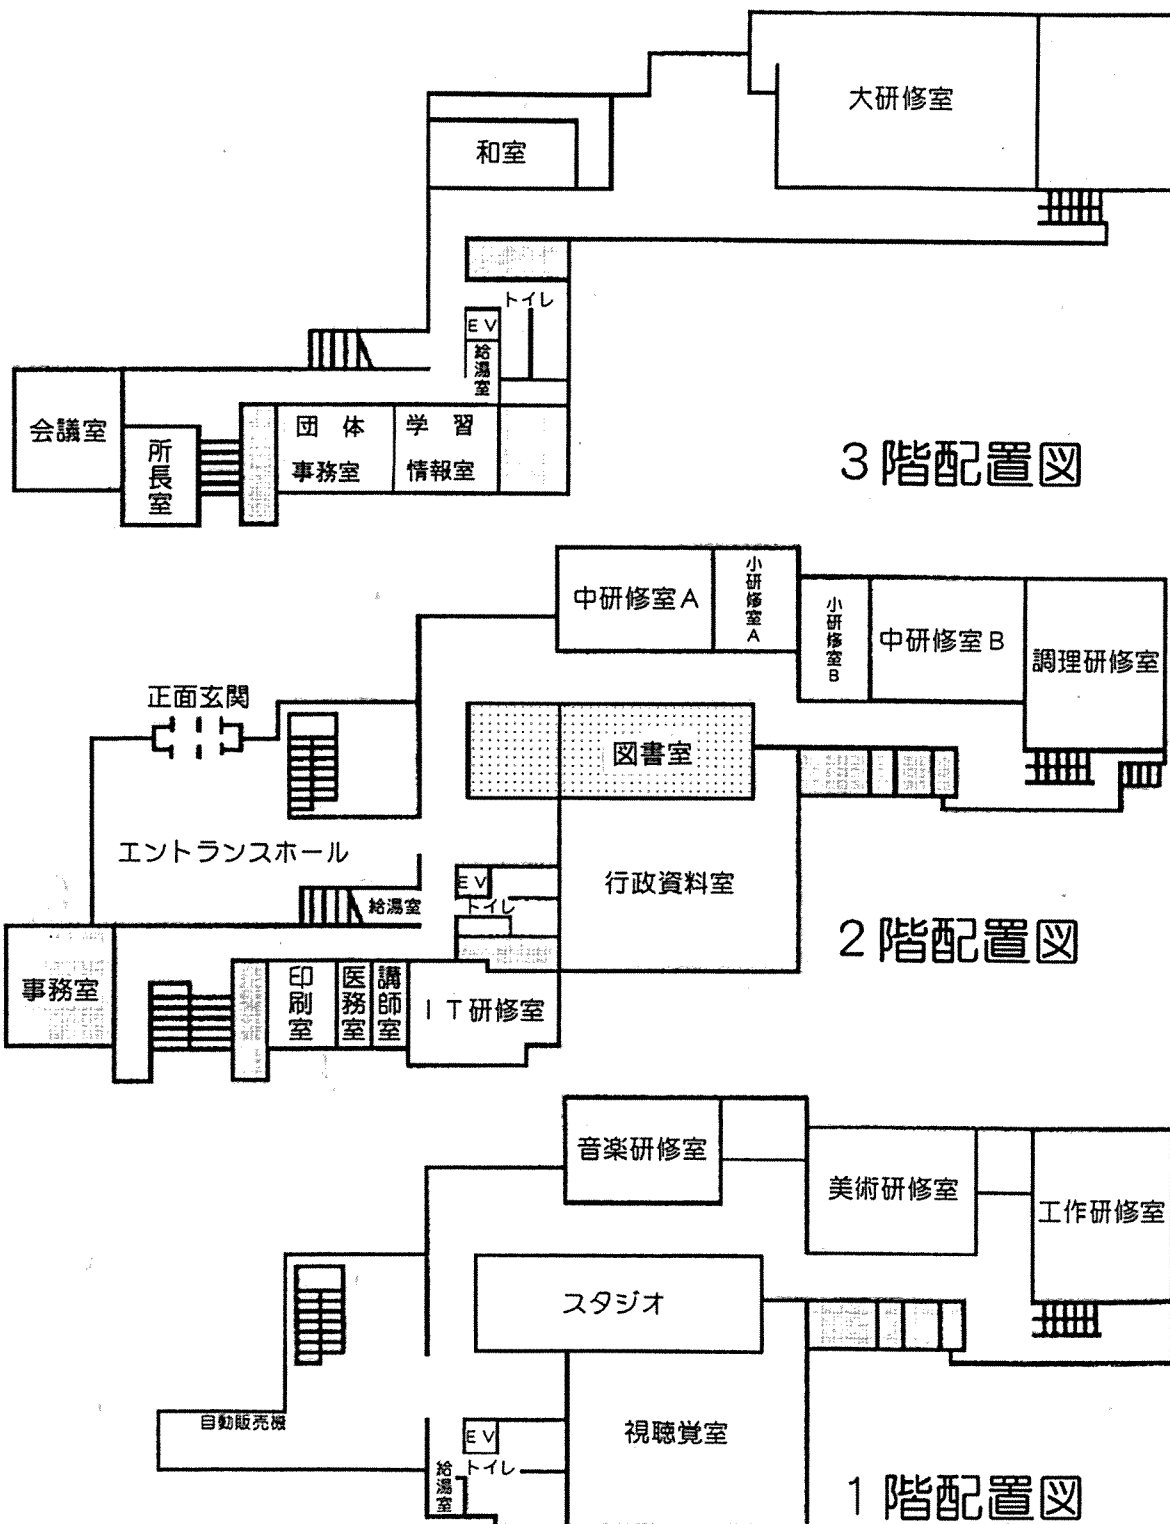 大研修室
和室
トイレ
EV
給湯室
会議室
所長室
団体
事務室
学習
情報室
3階配置図
中研修室A
小研修室A
小研修室B
中研修室B
調理研修室
正面玄関
図書室
エントランスホール
EV
トイレ
給湯室
行政資料室
2階配置図
事務室
印刷室
医務室
講師室
IT研修室
音楽研修室
美術研修室
工作研修室
スタジオ
自動販売機
EV
トイレ
給湯室
視聴覚室
1階配置図